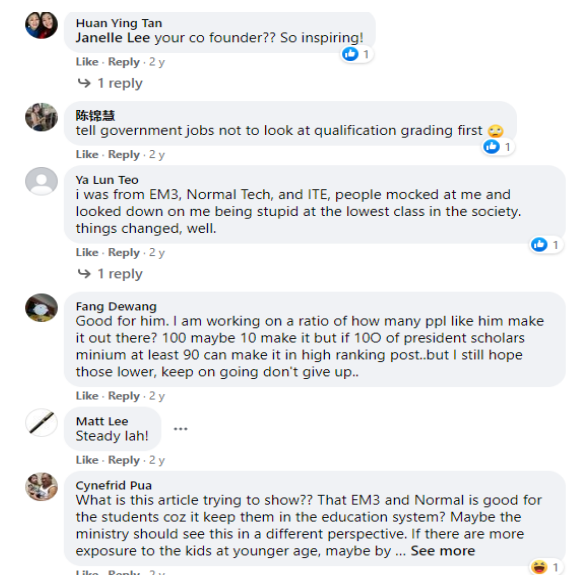 Huan Ying Tan
Janelle Lee your co founder?? So inspiring!
1
Like · Reply · 2 y
1 reply
陈锦慧
tell government jobs not to look at qualification grading first 🙄
1
Like · Reply · 2 y
Ya Lun Teo
i was from EM3, Normal Tech, and ITE, people mocked at me and
looked down on me being stupid at the lowest class in the society.
things changed, well.
1
Like · Reply · 2 y
1 reply
Fang Dewang
Good for him. I am working on a ratio of how many ppl like him make
it out there? 100 maybe 10 make it but if 10O of president scholars
minium at least 90 can make it in high ranking post..but I still hope
those lower, keep on going don't give up..
Like · Reply · 2 y
Matt Lee
Steady lah!
Like · Reply · 2 y
Cynefrid Pua
What is this article trying to show?? That EM3 and Normal is good for
the students coz it keep them in the education system? Maybe the
ministry should see this in a different perspective. If there are more
exposure to the kids at younger age, maybe by ... See more
1
Like · Reply · 2 y